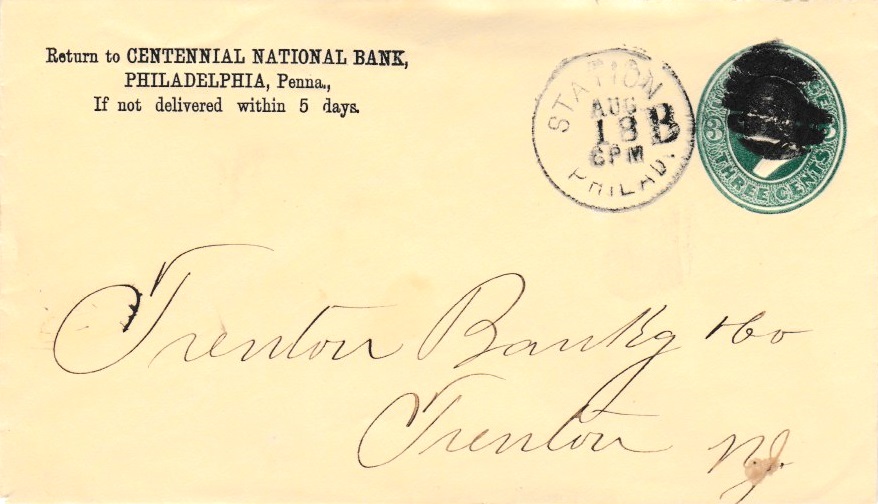 Return to CENTENNIAL NATIONAL BANK,
PHILADELPHIA, Penna.,
If not delivered within 5 days.
STATION B
AUG
18
6PM
PHILAD.
3
THREE CENTS
Trenton Bankg & Co
Trenton
N.J.